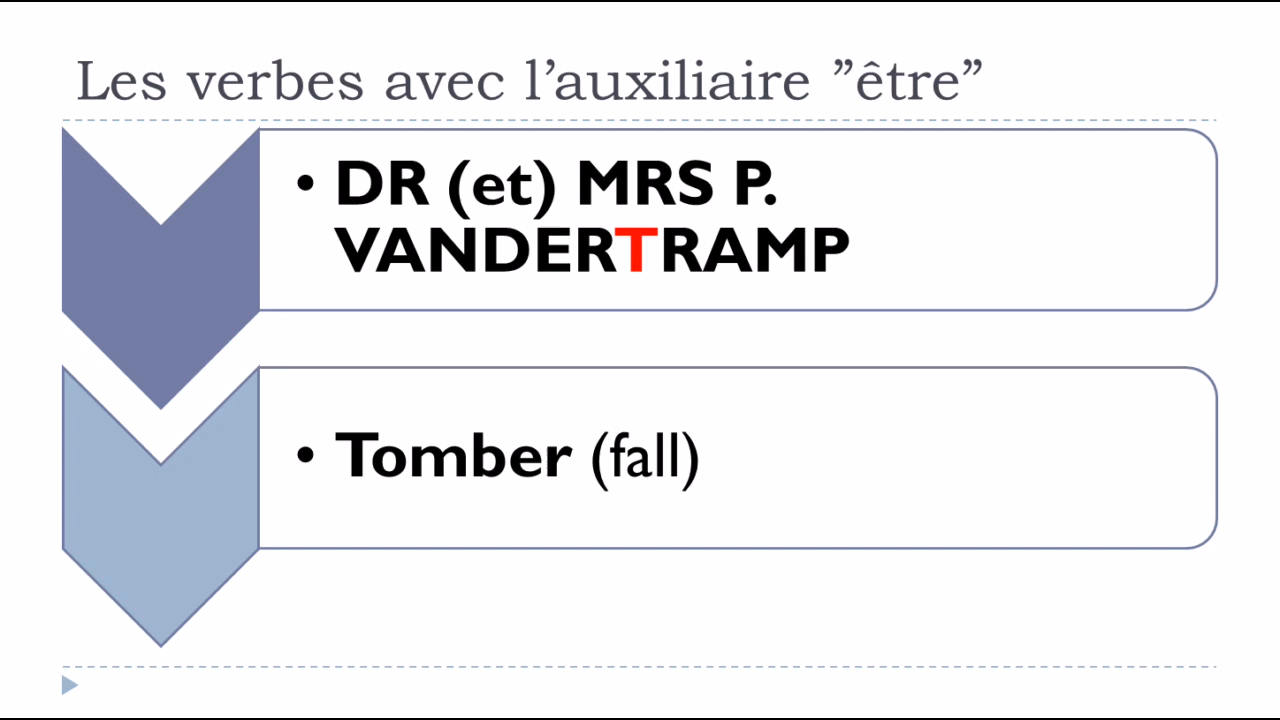 Les verbes avec l’auxiliaire ”être”
• DR (et) MRS P.
VANDERTRAMP
• Tomber (fall)